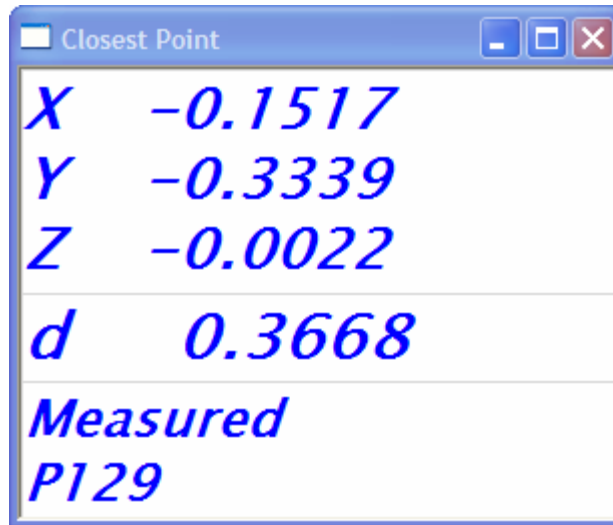 Closest Point
X -0.1517
Y -0.3339
Z -0.0022
d 0.3668
Measured
P129